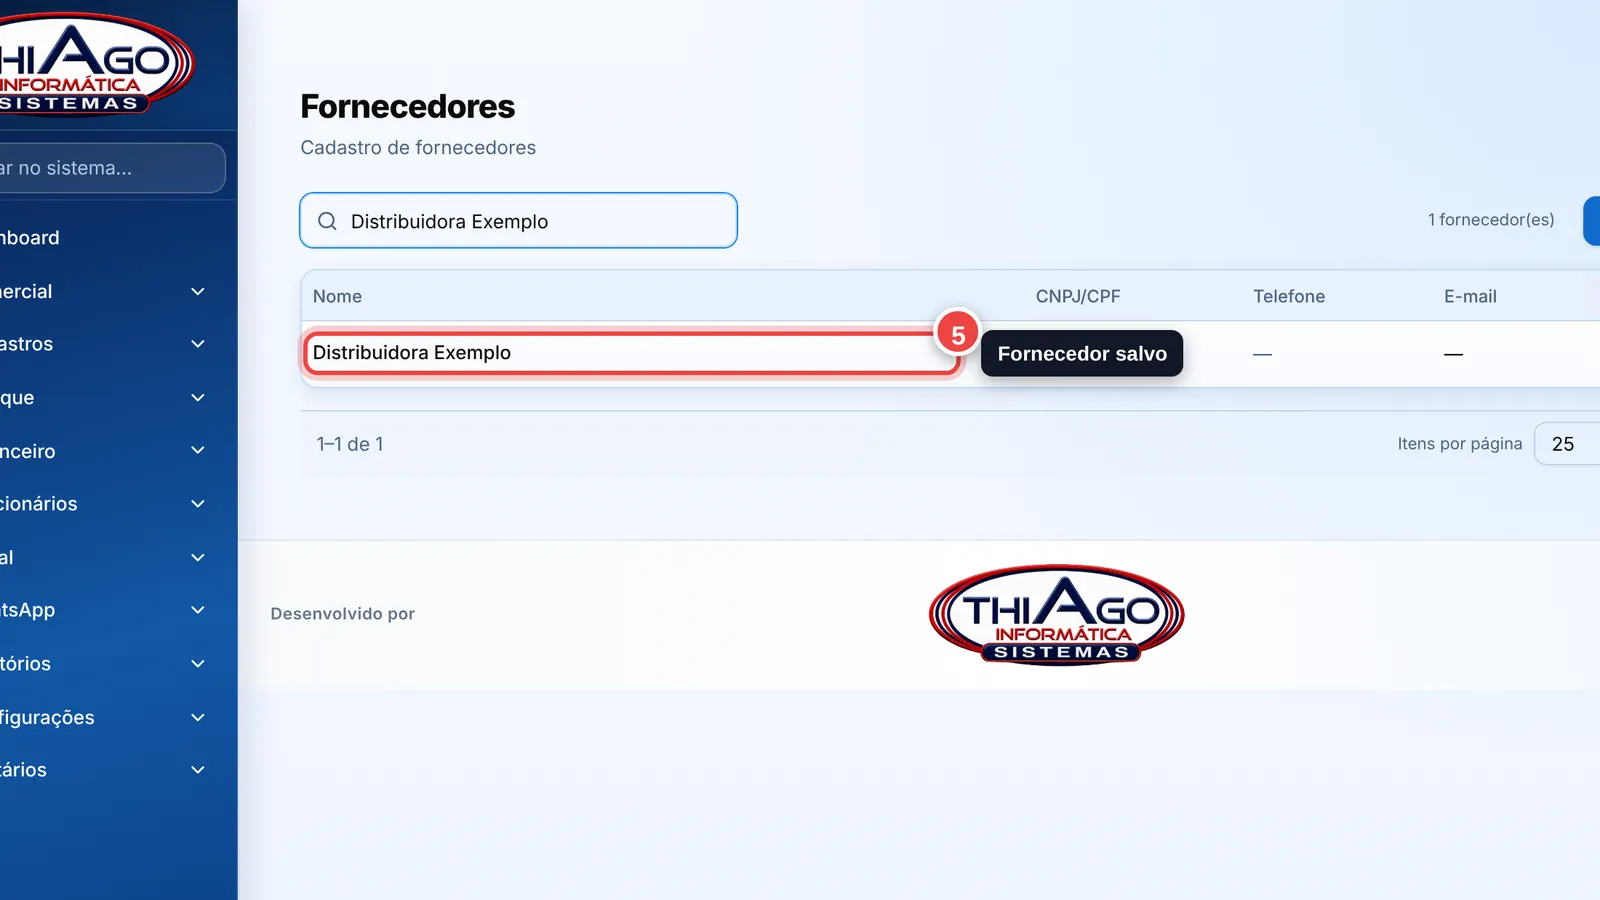 THIAGO
INFORMÁTICA
SISTEMAS
ar no sistema...
nboard
nercial
astros
que
nceiro
cionários
al
tsApp
tórios
figurações
ários
Fornecedores
Cadastro de fornecedores
Distribuidora Exemplo
1 fornecedor(es)
Nome CNPJ/CPF Telefone E-mail
Distribuidora Exemplo 5 Fornecedor salvo — —
1–1 de 1
Itens por página 25
Desenvolvido por
THIAGO
INFORMÁTICA
SISTEMAS